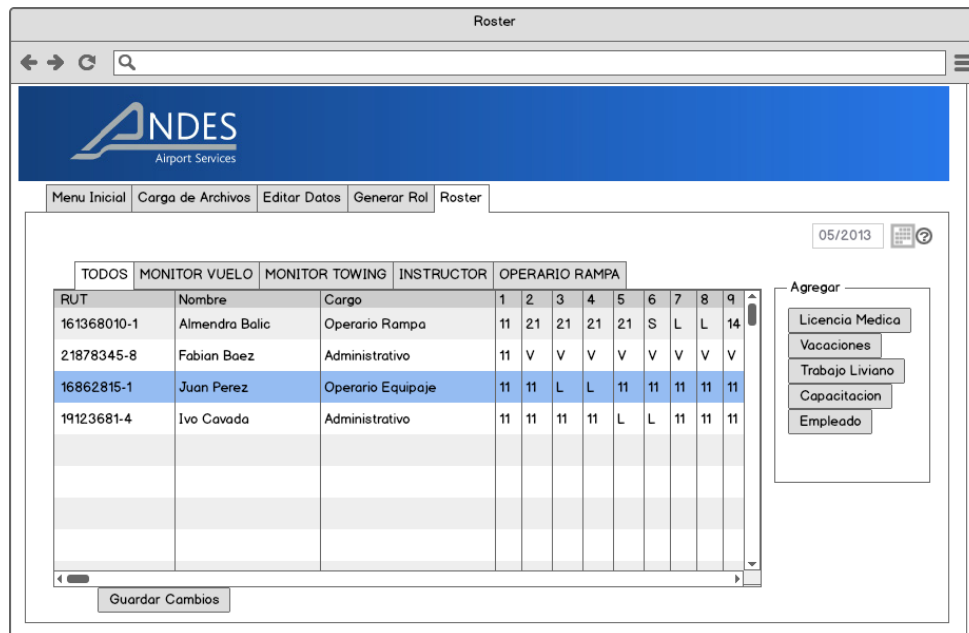 Roster
ANDES
Airport Services
Menu Inicial Carga de Archivos Editar Datos Generar Rol Roster
05/2013
TODOS MONITOR VUELO MONITOR TOWING INSTRUCTOR OPERARIO RAMPA
Agregar
RUT Nombre Cargo 1 2 3 4 5 6 7 8 9
161368010-1 Almendra Balic Operario Rampa 11 21 21 21 21 S L L 14
21878345-8 Fabian Baez Administrativo 11 V V V V V V V V
16862815-1 Juan Perez Operario Equipaje 11 11 L L 11 11 11 11 11
19123681-4 Ivo Cavada Administrativo 11 11 11 11 L L 11 11 11
Licencia Medica
Vacaciones
Trabajo Liviano
Capacitacion
Empleado
Guardar Cambios